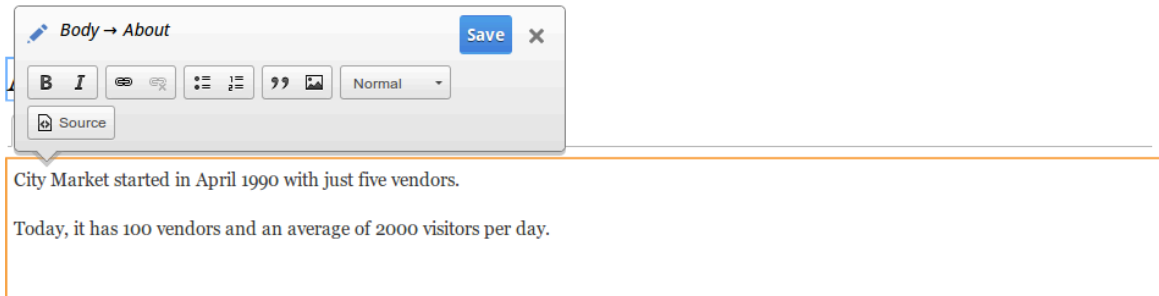 Body → About
Save
B I
Normal
Source
City Market started in April 1990 with just five vendors.
Today, it has 100 vendors and an average of 2000 visitors per day.